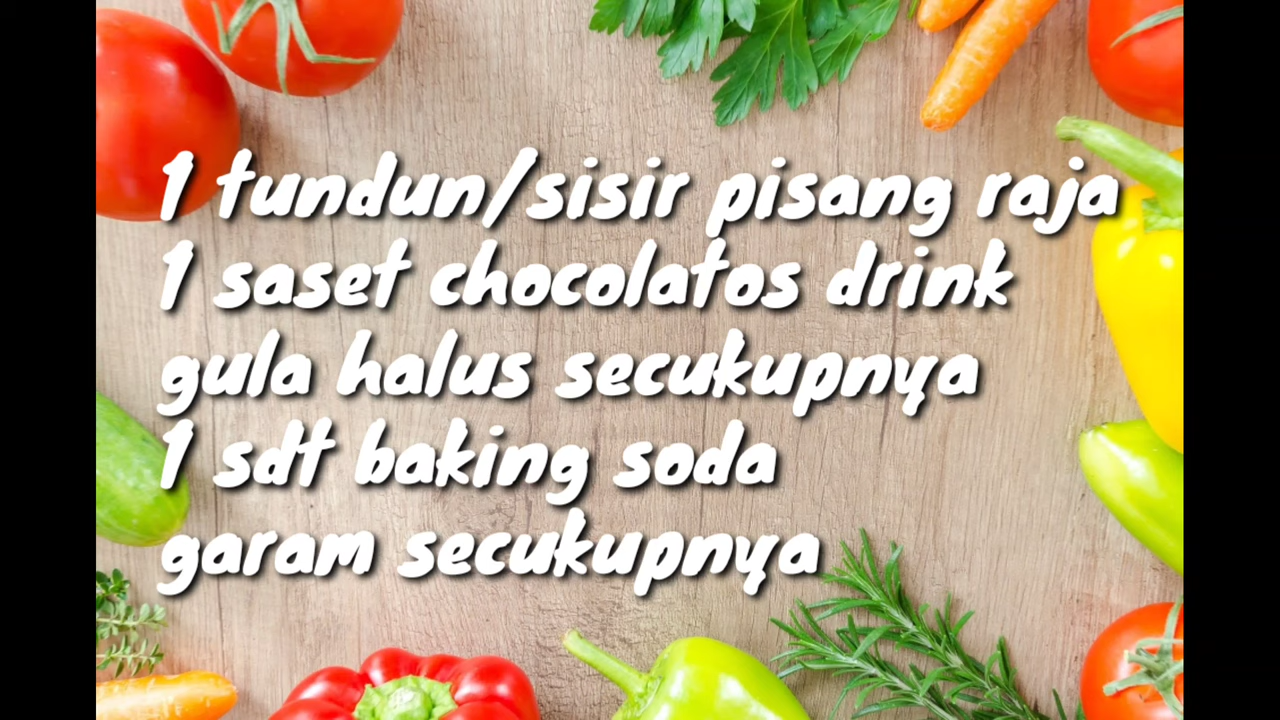 1 tundun/sisir pisang raja
1 saset chocolatos drink
gula halus secukupnya
1 sdt baking soda
garam secukupnya